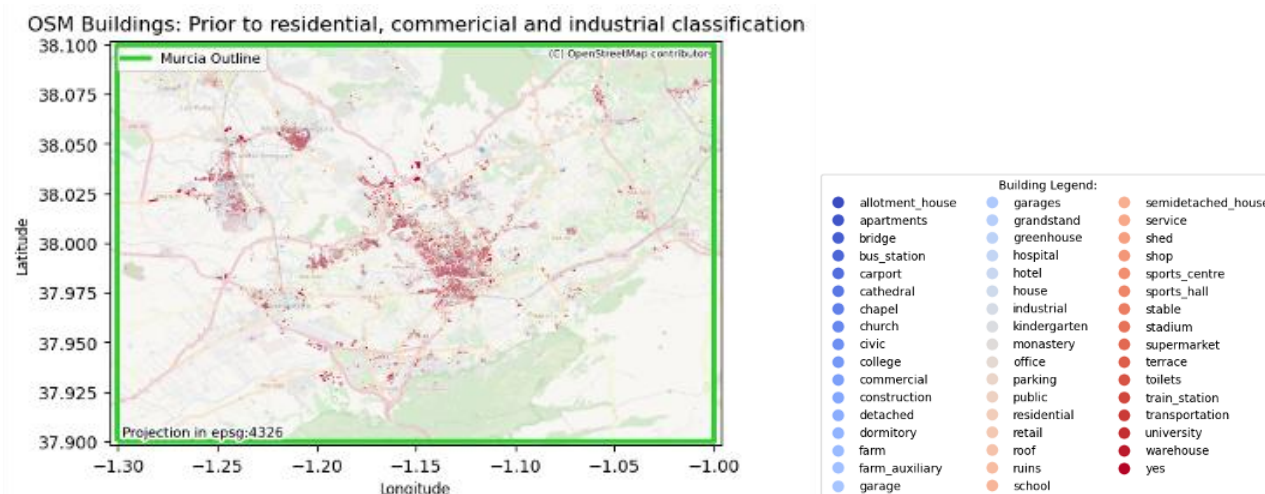 OSM Buildings: Prior to residential, commericial and industrial classification
38.100
38.075
38.050
38.025
38.000
37.975
37.950
37.925
37.900
Latitude
Murcia Outline
(C) OpenStreetMap contributors
Projection in epsg:4326
−1.30
−1.25
−1.20
−1.15
−1.10
−1.05
−1.00
Longitude
Building Legend:
allotment_house
apartments
bridge
bus_station
carport
cathedral
chapel
church
civic
college
commercial
construction
detached
dormitory
farm
farm_auxiliary
garage
garages
grandstand
greenhouse
hospital
hotel
house
industrial
kindergarten
monastery
office
parking
public
residential
retail
roof
ruins
school
semidetached_house
service
shed
shop
sports_centre
sports_hall
stable
stadium
supermarket
terrace
toilets
train_station
transportation
university
warehouse
yes